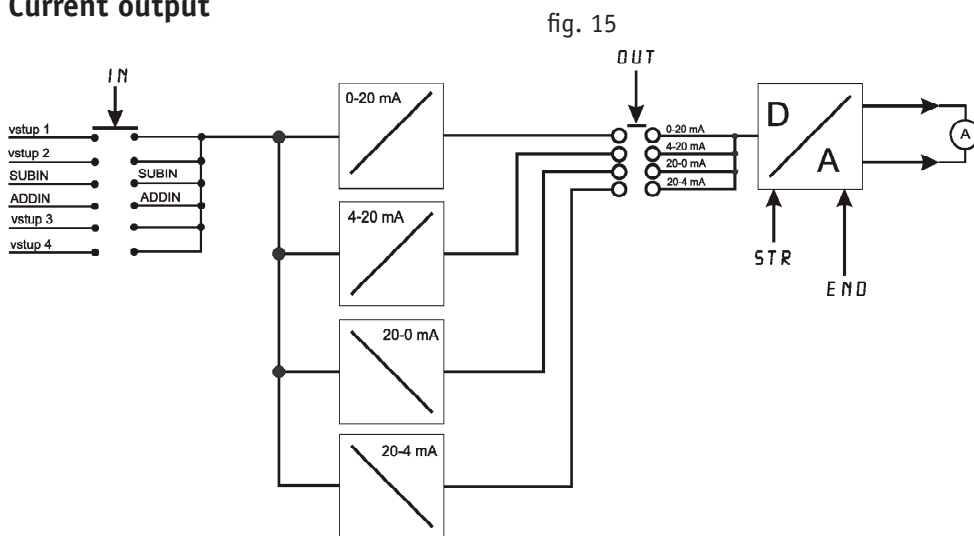 Current output
fig. 15
IN
OUT
vstup 1
vstup 2
SUBIN
SUBIN
ADDIN
ADDIN
vstup 3
vstup 4
0-20 mA
4-20 mA
20-0 mA
20-4 mA
0-20 mA
4-20 mA
20-0 mA
20-4 mA
D
A
A
STR
END